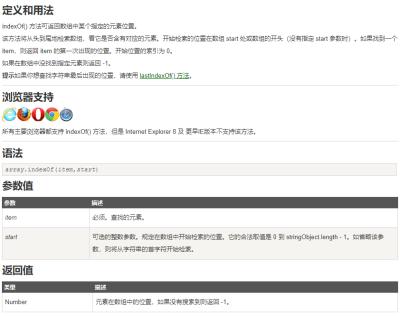 定义和用法
indexOf() 方法可返回数组中某个指定的元素位置。
该方法将从头到尾地检索数组，看它是否含有对应的元素。开始检索的位置在数组 start 处或数组的开头（没有指定 start 参数时）。如果找到一个
item，则返回 item 的第一次出现的位置。开始位置的索引为 0。
如果在数组中没找到指定元素则返回 -1。
提示如果你想查找字符串最后出现的位置，请使用 lastIndexOf() 方法。
浏览器支持
所有主要浏览器都支持 indexOf() 方法，但是 Internet Explorer 8 及 更早IE版本不支持该方法。
语法
array.indexOf(item,start)
参数值
参数 描述
item 必须。查找的元素。
start 可选的整数参数。规定在数组中开始检索的位置。它的合法取值是 0 到 stringObject.length - 1。如省略该参
数，则将从字符串的首字符开始检索。
返回值
类型 描述
Number 元素在数组中的位置，如果没有搜索到则返回 -1。